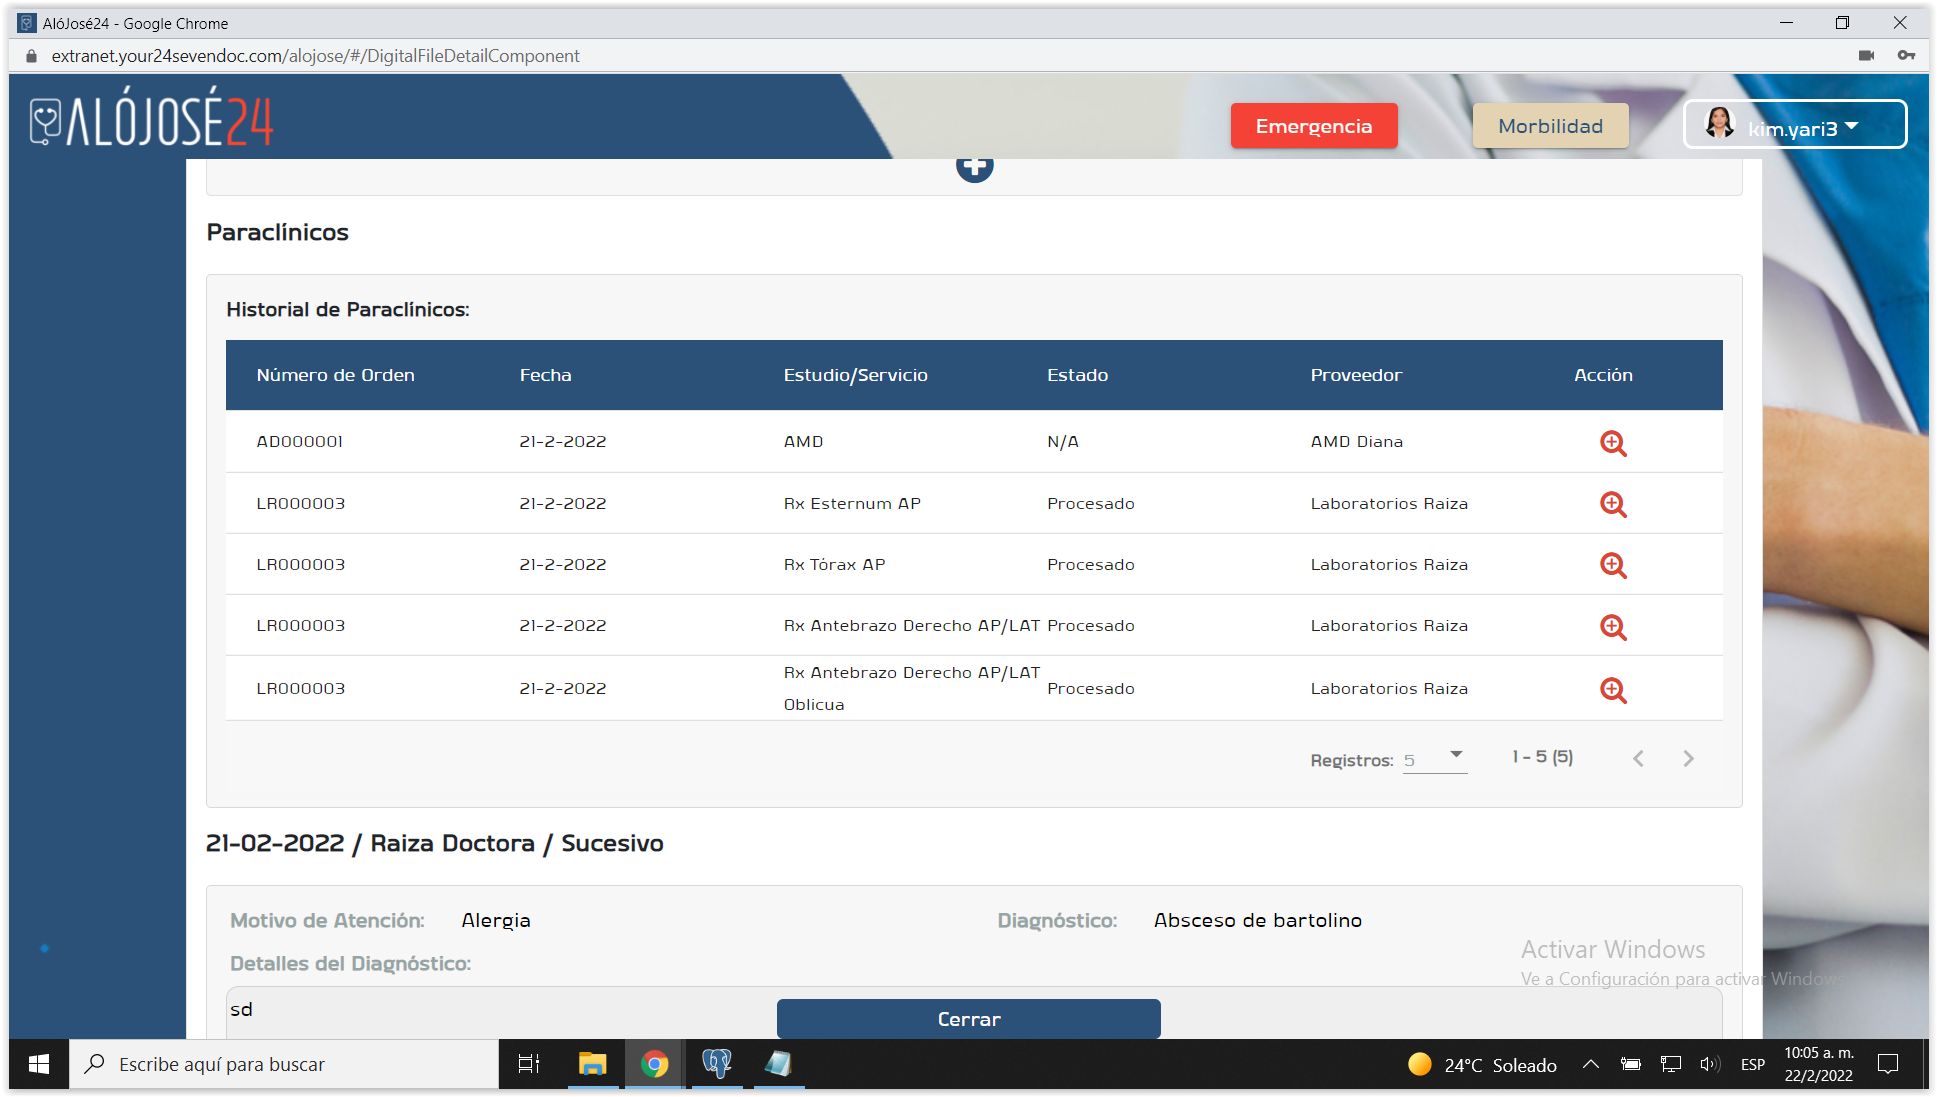 AlóJosé24 - Google Chrome
extranet.your24sevendoc.com/alojose/#/DigitalFileDetailComponent
ALÓJOSÉ24
Emergencia
Morbilidad
kim.yari3
Paraclínicos
Historial de Paraclínicos:
Número de Orden Fecha Estudio/Servicio Estado Proveedor Acción
AD000001 21-2-2022 AMD N/A AMD Diana
LR000003 21-2-2022 Rx Esternum AP Procesado Laboratorios Raiza
LR000003 21-2-2022 Rx Tórax AP Procesado Laboratorios Raiza
LR000003 21-2-2022 Rx Antebrazo Derecho AP/LAT Procesado Laboratorios Raiza
LR000003 21-2-2022 Rx Antebrazo Derecho AP/LAT Procesado Laboratorios Raiza
Oblicua
Registros: 5 1 - 5 (5)
21-02-2022 / Raiza Doctora / Sucesivo
Motivo de Atención: Alergia Diagnóstico: Absceso de bartolino
Detalles del Diagnóstico:
sd
Activar Windows
Ve a Configuración para activar Windows.
Cerrar
Escribe aquí para buscar
24°C Soleado
ESP
10:05 a. m.
22/2/2022